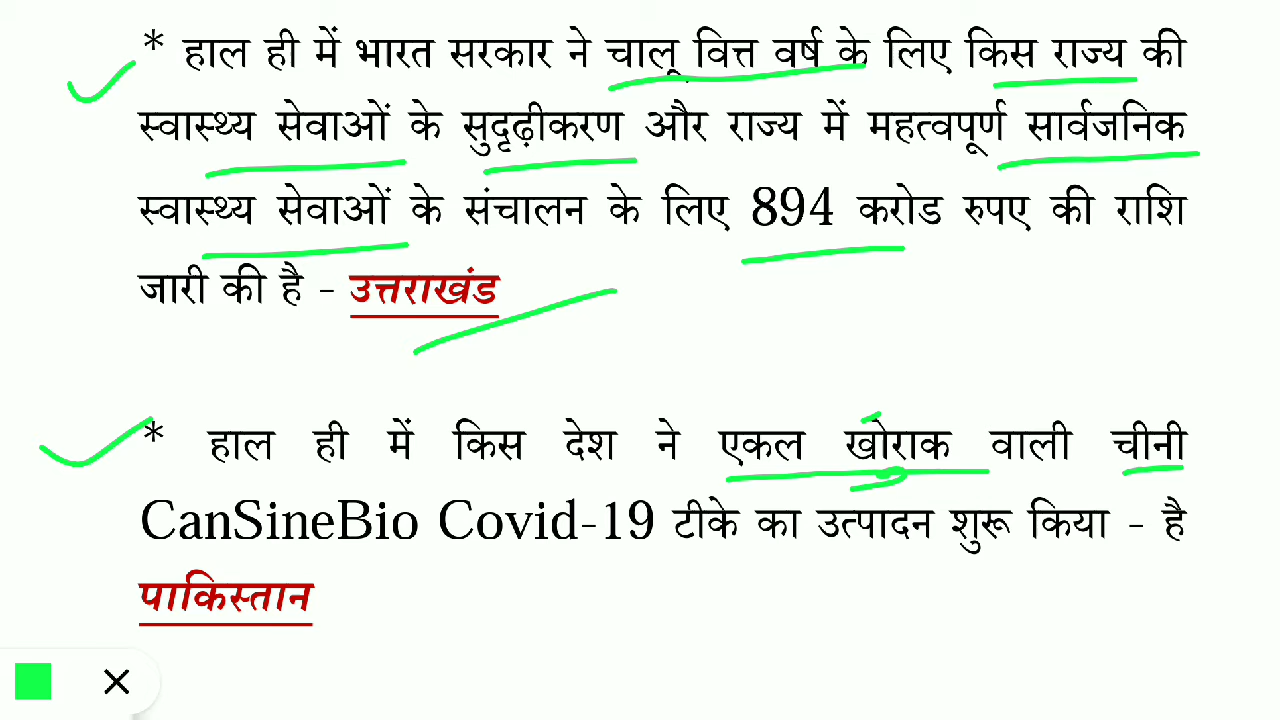 * हाल ही में भारत सरकार ने चालू वित्त वर्ष के लिए किस राज्य की
स्वास्थ्य सेवाओं के सुदृढ़ीकरण और राज्य में महत्वपूर्ण सार्वजनिक
स्वास्थ्य सेवाओं के संचालन के लिए 894 करोड रुपए की राशि
जारी की है - उत्तराखंड
* हाल ही में किस देश ने एकल खोराक वाली चीनी
CanSineBio Covid-19 टीके का उत्पादन शुरू किया - है
पाकिस्तान